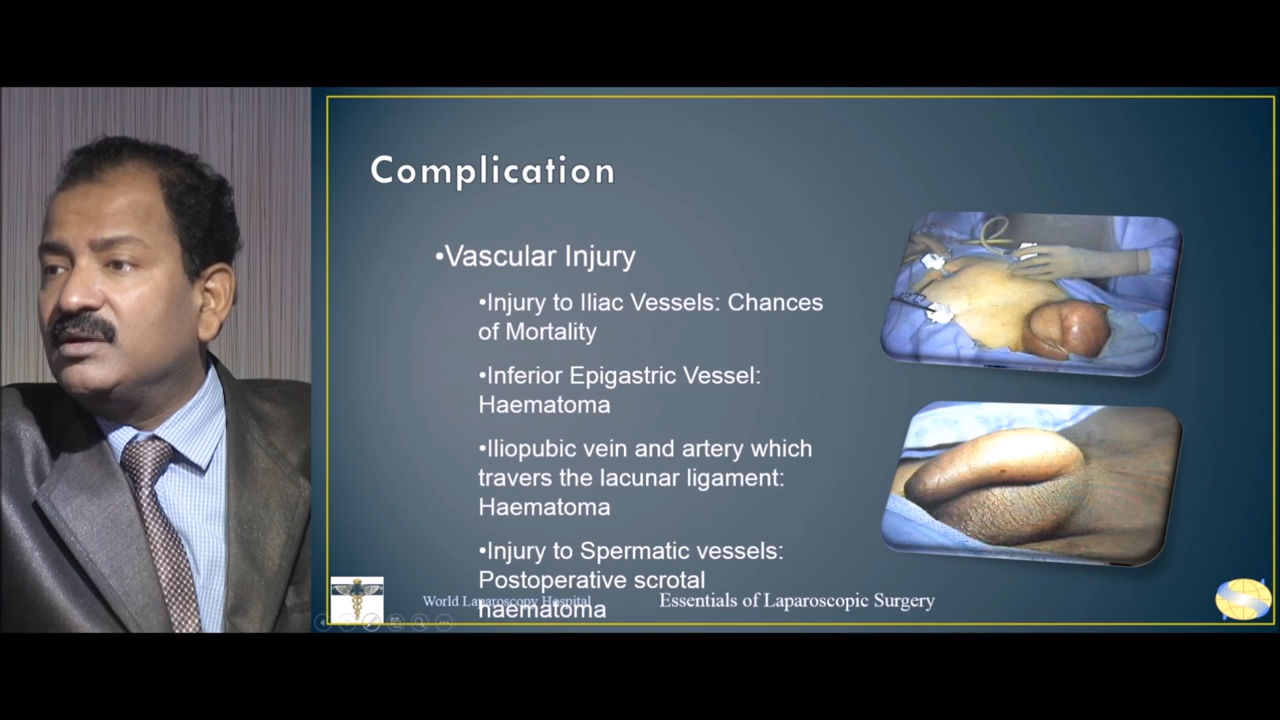 Complication
•Vascular Injury
•Injury to Iliac Vessels: Chances
of Mortality
•Inferior Epigastric Vessel:
Haematoma
•Iliopubic vein and artery which
travers the lacunar ligament:
Haematoma
•Injury to Spermatic vessels:
Postoperative scrotal
haematoma
World Laparoscopy Hospital
Essentials of Laparoscopic Surgery